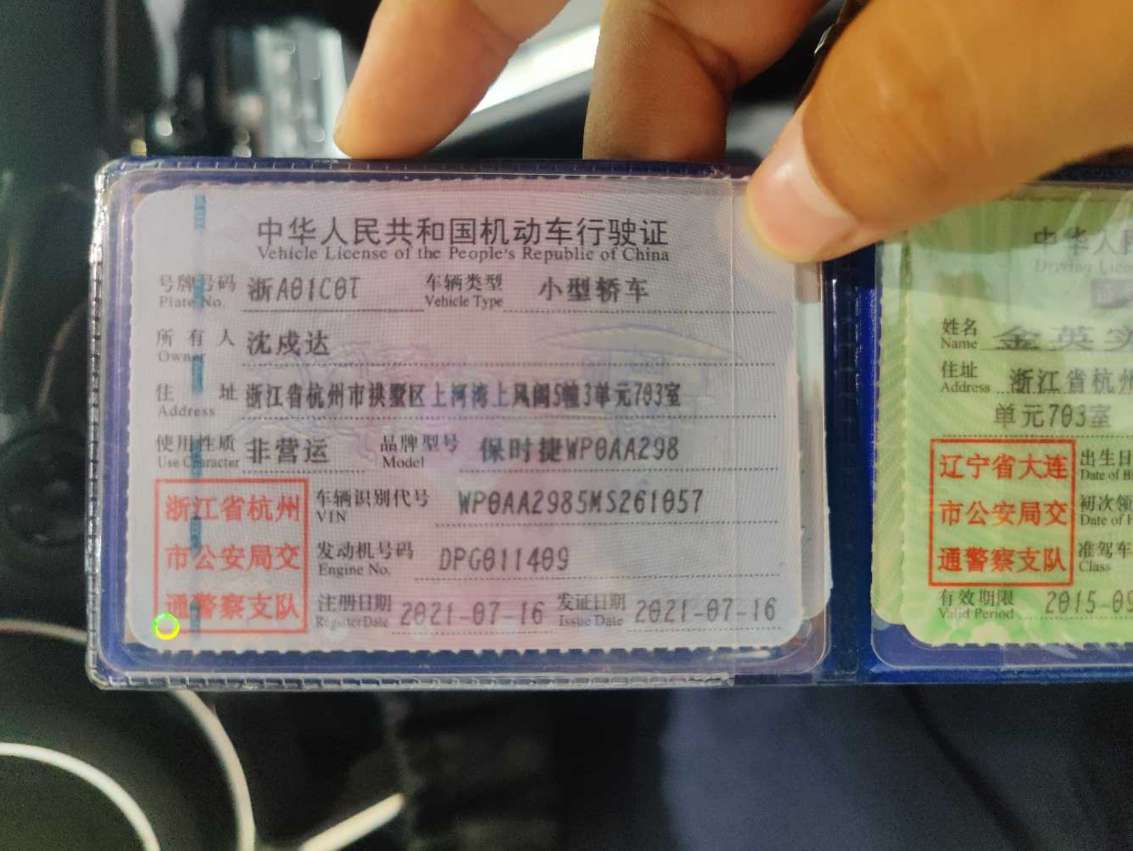 中华人民共和国机动车行驶证
Vehicle License of the People's Republic of China
号牌号码 浙A01C0T 车辆类型 小型轿车
Plate No. Vehicle Type
所有人 沈戍达
Owner
住址 浙江省杭州市拱墅区上河湾上风阁5幢3单元703室
Address
使用性质 非营运 品牌型号 保时捷WP0AA298
Use Character Model
浙江省杭州
市公安局交
通警察支队
车辆识别代号 WP0AA2985MS261057
VIN
发动机号码 DPG011409
Engine No.
注册日期 2021-07-16 发证日期 2021-07-16
Register Date Issue Date
中华人民
Driving Lice
姓名 金英实
Name
住址 浙江省杭州
Address
单元703室
辽宁省大连
市公安局交
通警察支队
出生日
Date of B
初次领
Date of
准驾车
Class
有效期限 2015-09
Valid Period